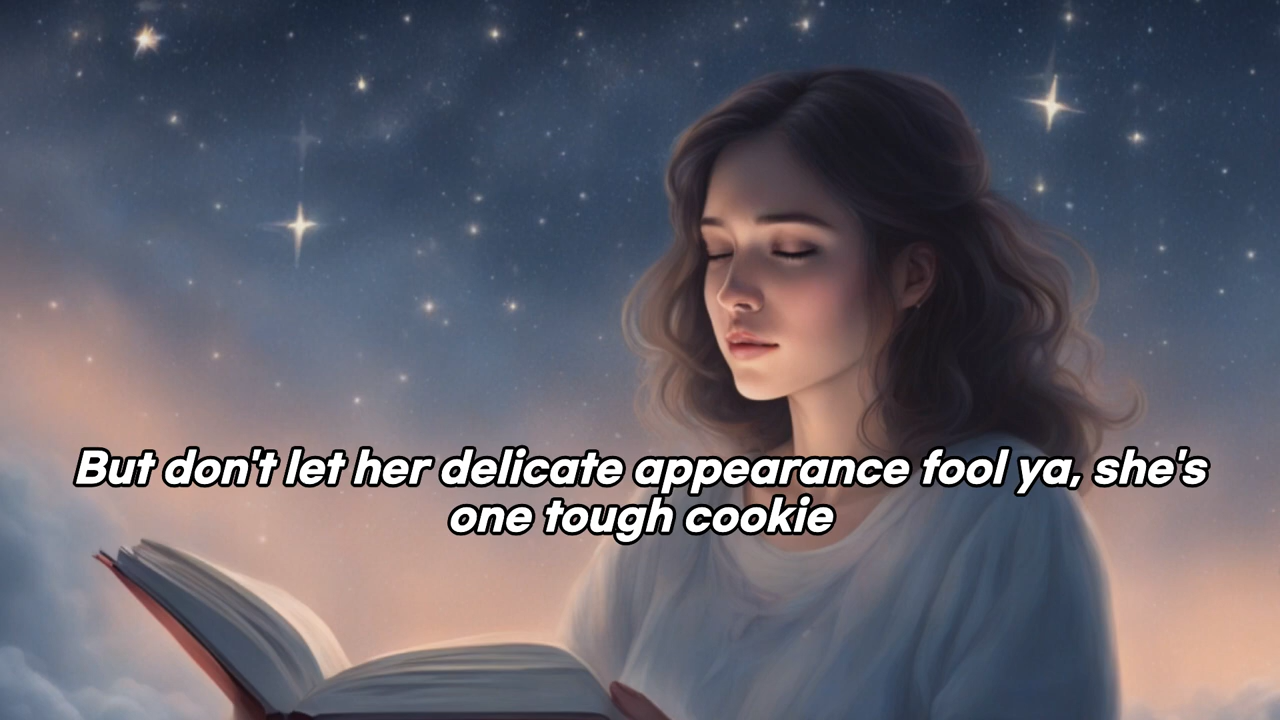 But don't let her delicate appearance fool ya, she's
one tough cookie